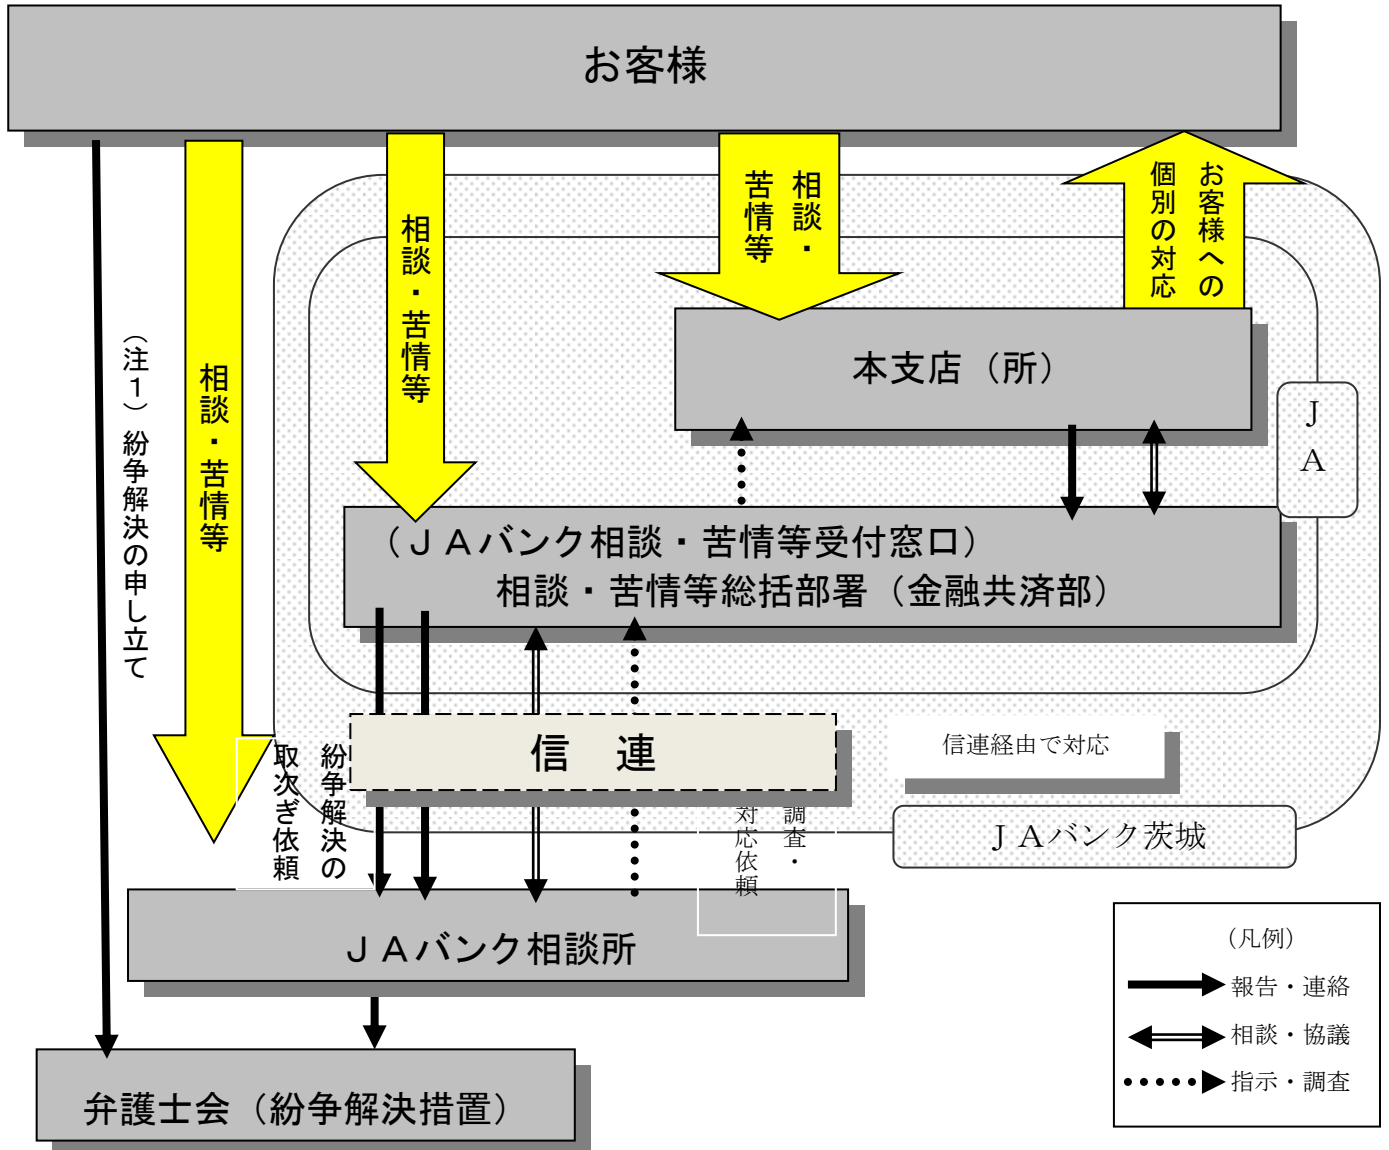 お客様
お客様への
個別の対応
相談・
苦情等
相談・苦情等
相談・苦情等
（注１）紛争解決の申し立て
本支店（所）
ＪＡ
（ＪＡバンク相談・苦情等受付窓口）
相談・苦情等総括部署（金融共済部）
信　連
信連経由で対応
紛争解決の
取次ぎ依頼
調査・
対応依頼
ＪＡバンク茨城
ＪＡバンク相談所
弁護士会（紛争解決措置）
（凡例）
報告・連絡
相談・協議
指示・調査